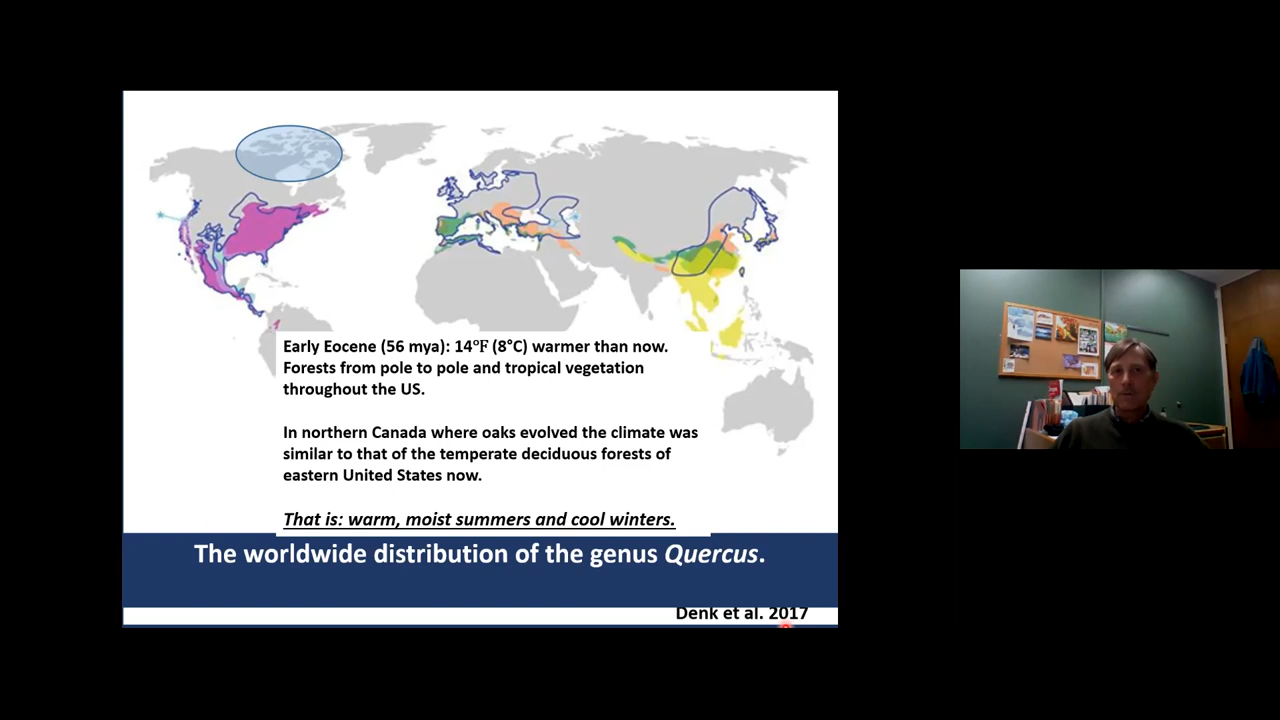 Early Eocene (56 mya): 14°F (8°C) warmer than now.
Forests from pole to pole and tropical vegetation
throughout the US.
In northern Canada where oaks evolved the climate was
similar to that of the temperate deciduous forests of
eastern United States now.
That is: warm, moist summers and cool winters.
The worldwide distribution of the genus Quercus.
Denk et al. 2017